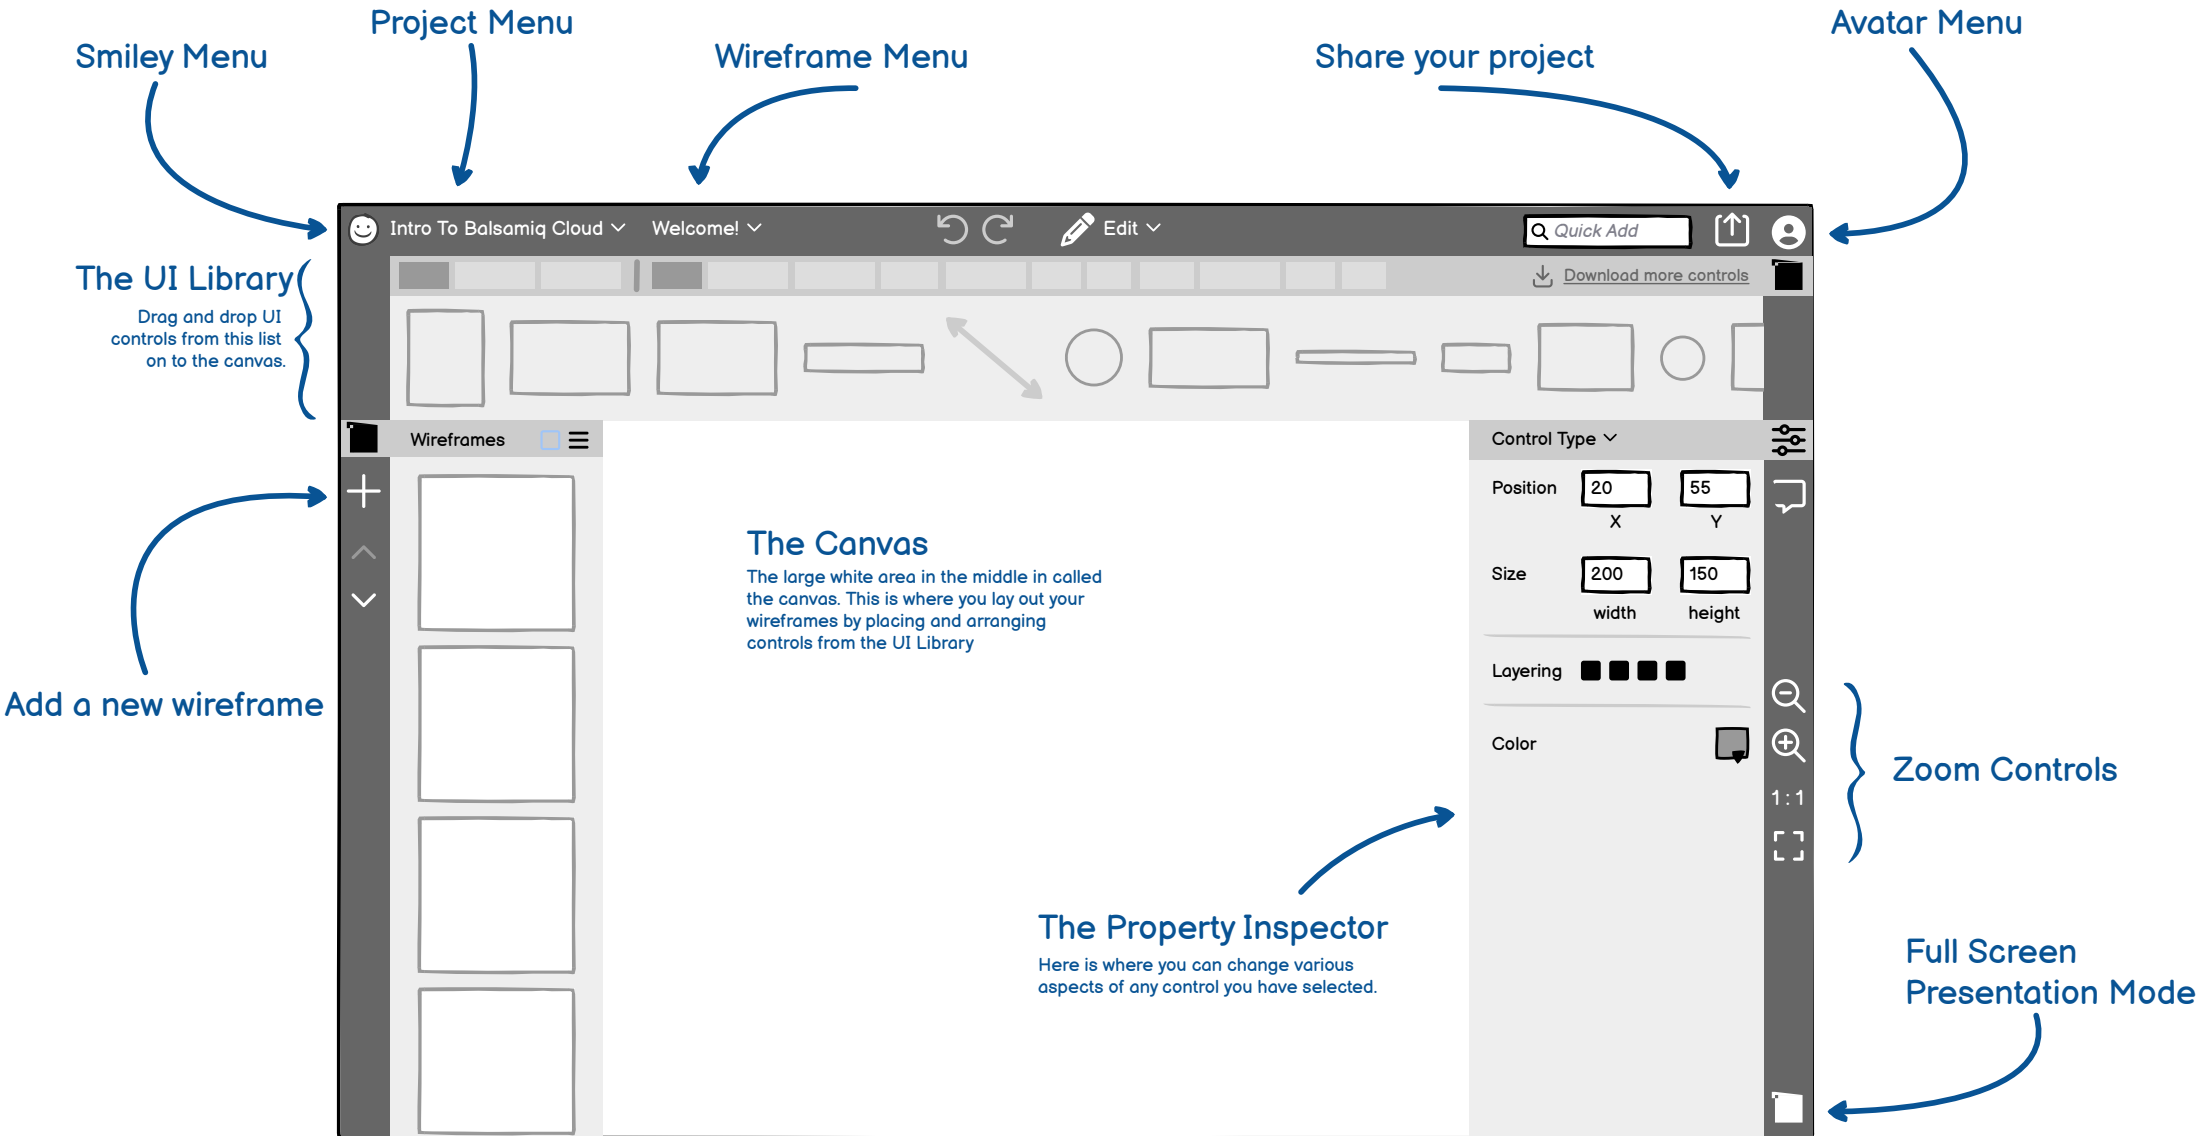 Project Menu
Avatar Menu
Smiley Menu
Wireframe Menu
Share your project
Intro To Balsamiq Cloud
Welcome!
Edit
Quick Add
The UI Library
Drag and drop UI
controls from this list
on to the canvas.
Download more controls
Wireframes
Control Type
Position
20
55
X
Y
Size
200
150
width
height
Layering
Color
The Canvas
The large white area in the middle in called
the canvas. This is where you lay out your
wireframes by placing and arranging
controls from the UI Library
Add a new wireframe
1:1
Zoom Controls
The Property Inspector
Here is where you can change various
aspects of any control you have selected.
Full Screen
Presentation Mode